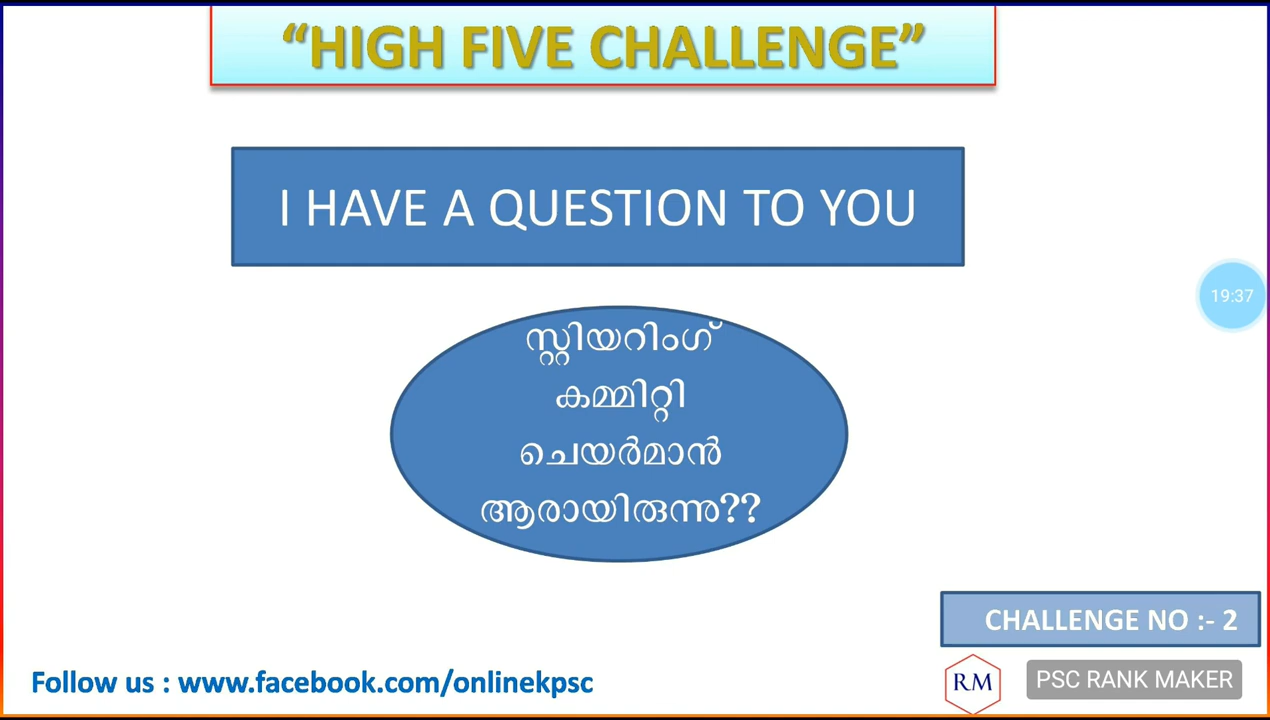 “HIGH FIVE CHALLENGE”
I HAVE A QUESTION TO YOU
19:37
സ്റ്റിയറിംഗ്
കമ്മിറ്റി
ചെയർമാൻ
ആരായിരുന്നു??
CHALLENGE NO :- 2
Follow us : www.facebook.com/onlinekpsc
RM
PSC RANK MAKER